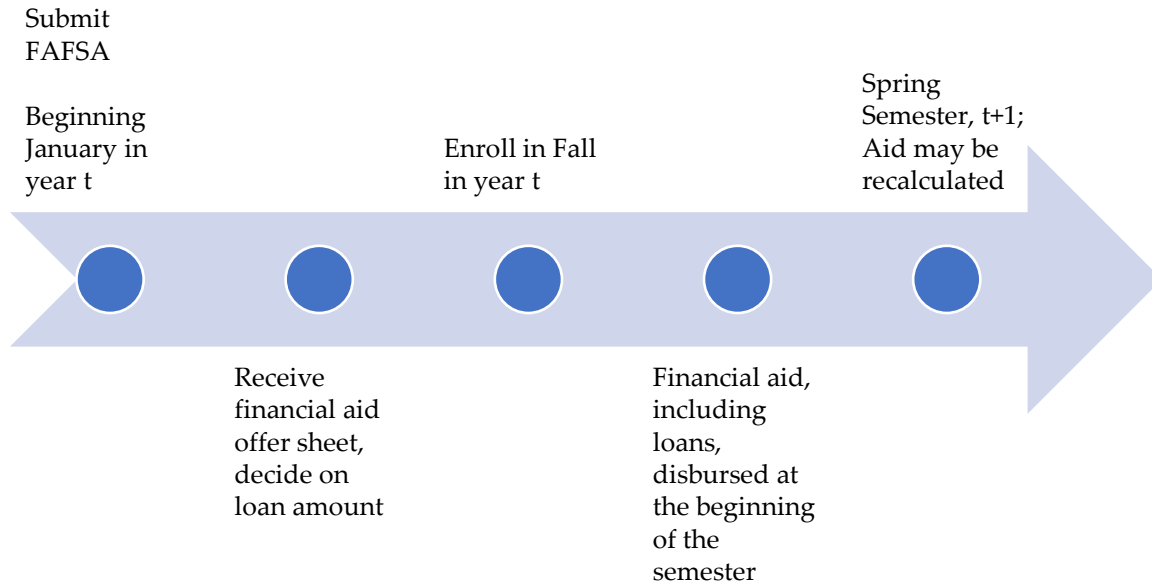 Submit
FAFSA
Beginning
January in
year t
Receive
financial aid
offer sheet,
decide on
loan amount
Enroll in Fall
in year t
Financial aid,
including
loans,
disbursed at
the beginning
of the
semester
Spring
Semester, t+1;
Aid may be
recalculated